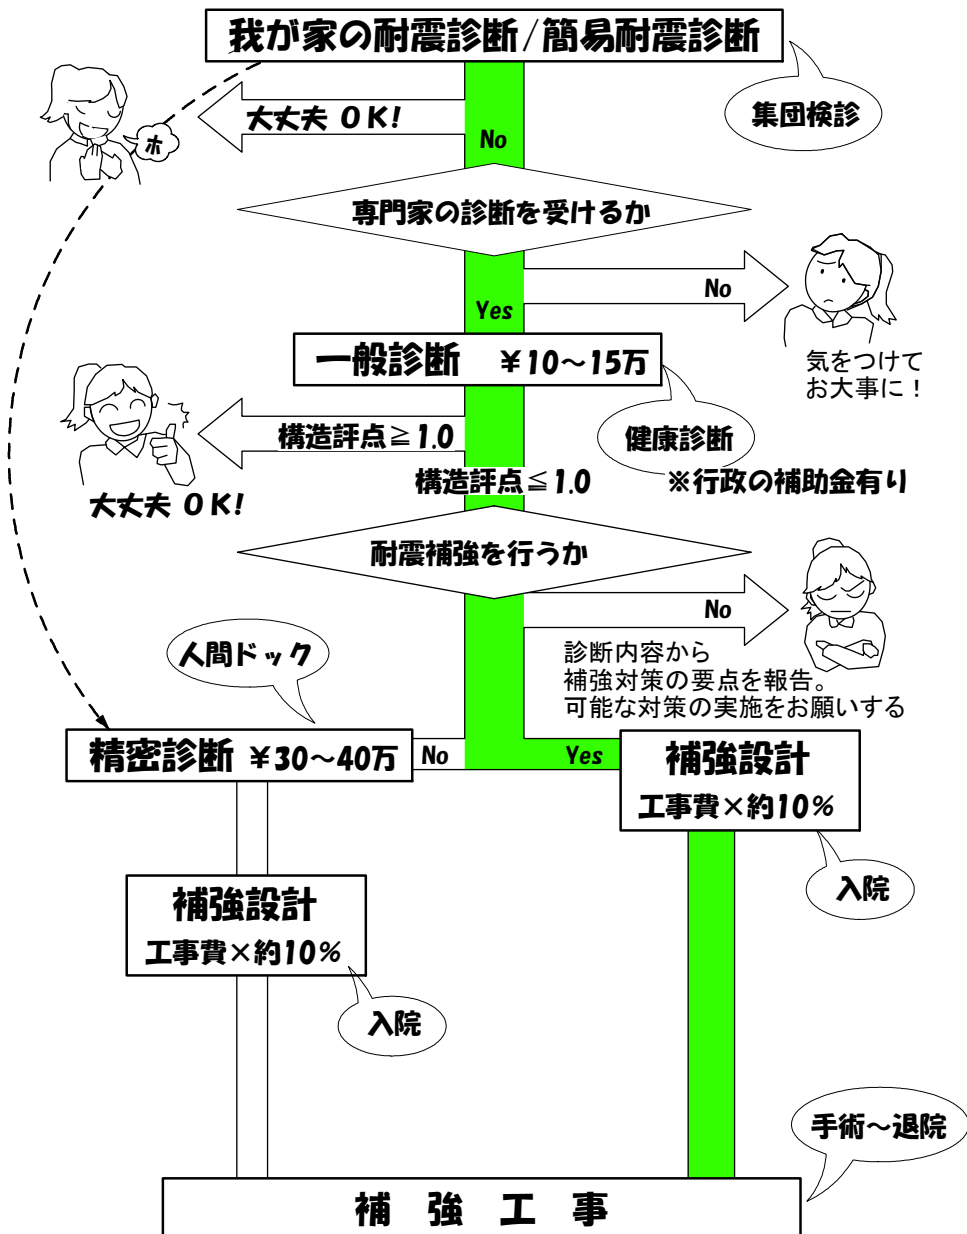 我が家の耐震診断/簡易耐震診断
集団検診
大丈夫 OK!
ホ
No
専門家の診断を受けるか
No
Yes
気をつけて
お大事に！
一般診断 ¥10〜15万
健康診断
※行政の補助金有り
構造評点≧1.0
大丈夫 OK!
構造評点≦1.0
耐震補強を行うか
No
診断内容から
補強対策の要点を報告。
可能な対策の実施をお願いする
人間ドック
精密診断 ¥30〜40万
No
Yes
補強設計
工事費×約10%
入院
補強設計
工事費×約10%
入院
手術〜退院
補強工事